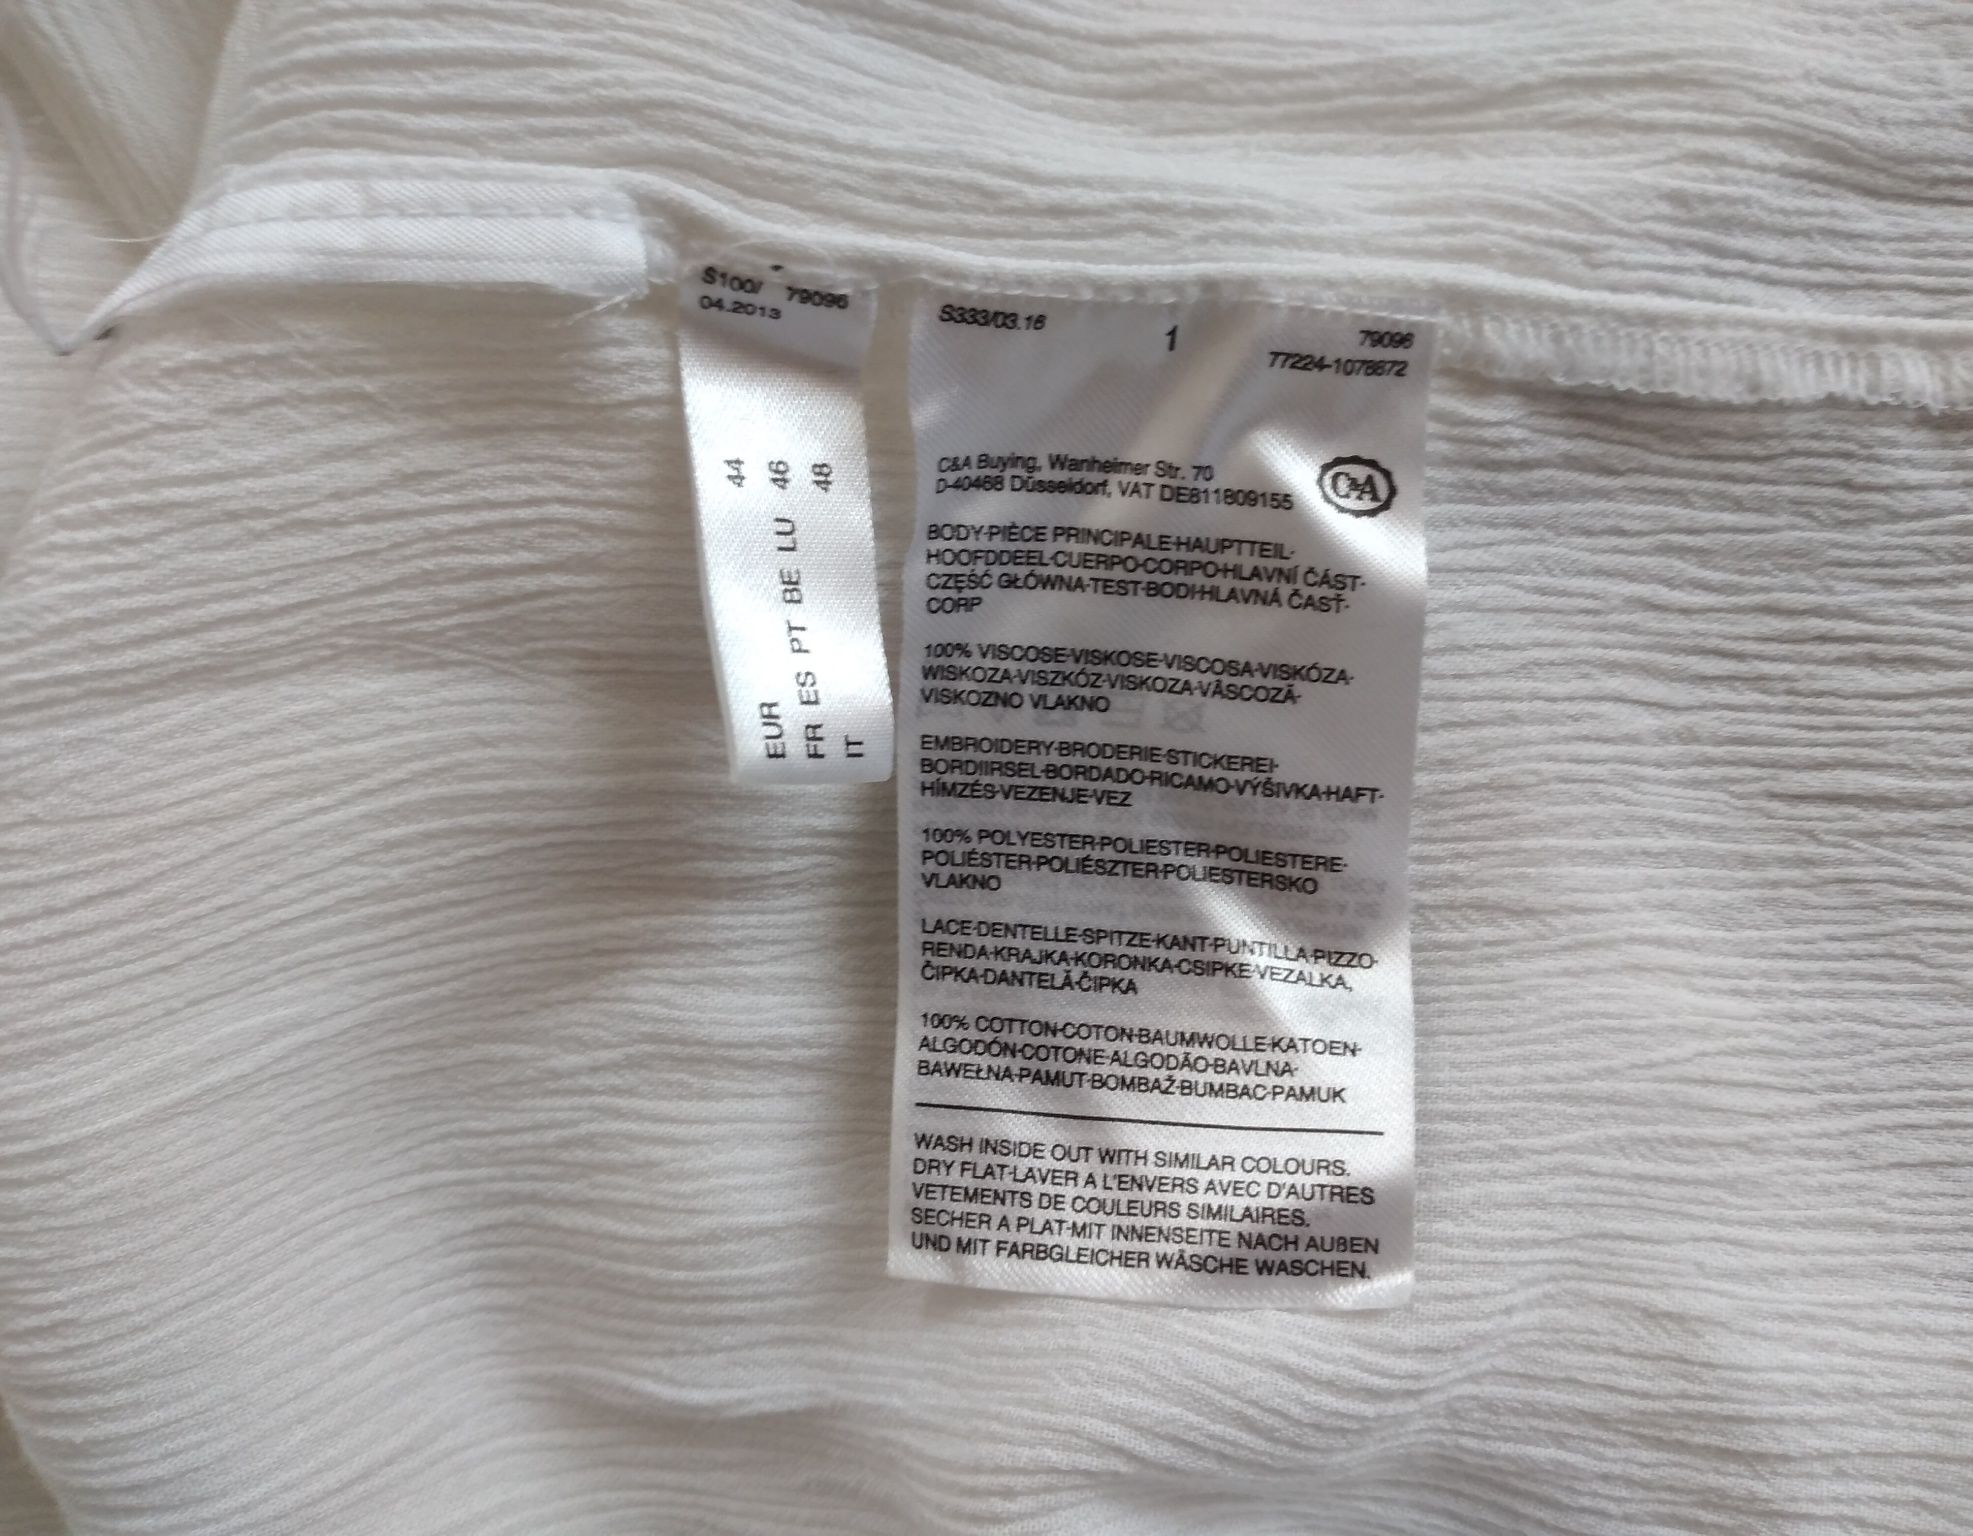 S100/ 79096
04.2013
EUR 44
FR ES PT BE LU 46
IT 48
S333/03.16 1 79096
77224-1078872
C&A Buying, Wanheimer Str. 70
D-40468 Düsseldorf, VAT DE811809155
C&A
BODY·PIÈCE PRINCIPALE·HAUPTTEIL·
HOOFDDEEL·CUERPO·CORPO·HLAVNÍ ČÁST·
CZĘŚĆ GŁÓWNA·TEST·BODI·HLAVNÁ ČASŤ·
CORP
100% VISCOSE·VISKOSE·VISCOSA·VISKÓZA·
WISKOZA·VISZKÓZ·VISKOZA·VÂSCOZĂ·
VISKOZNO VLAKNO
EMBROIDERY·BRODERIE·STICKEREI·
BORDIIRSEL·BORDADO·RICAMO·VÝŠIVKA·HAFT·
HÍMZÉS·VEZENJE·VEZ
100% POLYESTER·POLIESTER·POLIESTERE·
POLIÉSTER·POLIÉSZTER·POLIESTERSKO
VLAKNO
LACE·DENTELLE·SPITZE·KANT·PUNTILLA·PIZZO·
RENDA·KRAJKA·KORONKA·CSIPKE·VEZALKA,
ČIPKA·DANTELĂ·ČIPKA
100% COTTON·COTON·BAUMWOLLE·KATOEN·
ALGODÓN·COTONE·ALGODÃO·BAVLNA·
BAWEŁNA·PAMUT·BOMBAŽ·BUMBAC·PAMUK
WASH INSIDE OUT WITH SIMILAR COLOURS.
DRY FLAT·LAVER A L'ENVERS AVEC D'AUTRES
VETEMENTS DE COULEURS SIMILAIRES.
SECHER A PLAT·MIT INNENSEITE NACH AUßEN
UND MIT FARBGLEICHER WÄSCHE WASCHEN.